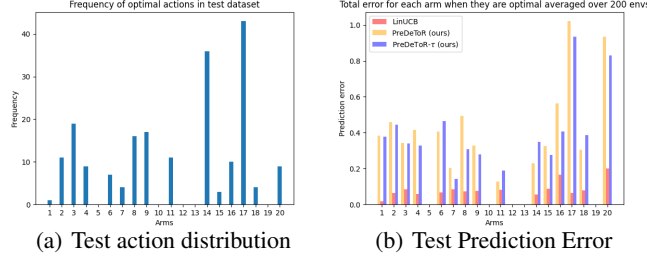 Frequency of optimal actions in test dataset
Frequency
40
30
20
10
0
1 2 3 4 5 6 7 8 9 10 11 12 13 14 15 16 17 18 19 20
Arms
(a) Test action distribution
Total error for each arm when they are optimal averaged over 200 envs
LinUCB
PreDeToR (ours)
PreDeToR-τ (ours)
Prediction error
1.0
0.8
0.6
0.4
0.2
0.0
1 2 3 4 5 6 7 8 9 10 11 12 13 14 15 16 17 18 19 20
Arms
(b) Test Prediction Error